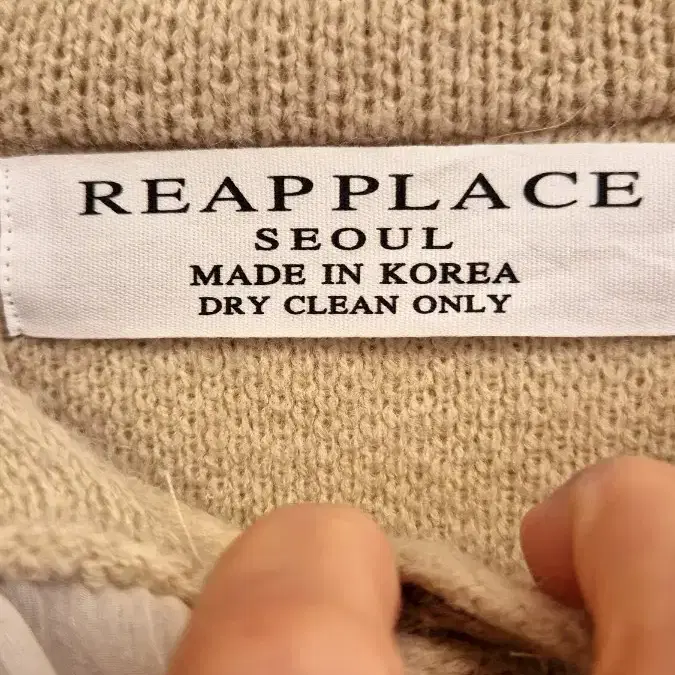 REAPPLACE
SEOUL
MADE IN KOREA
DRY CLEAN ONLY